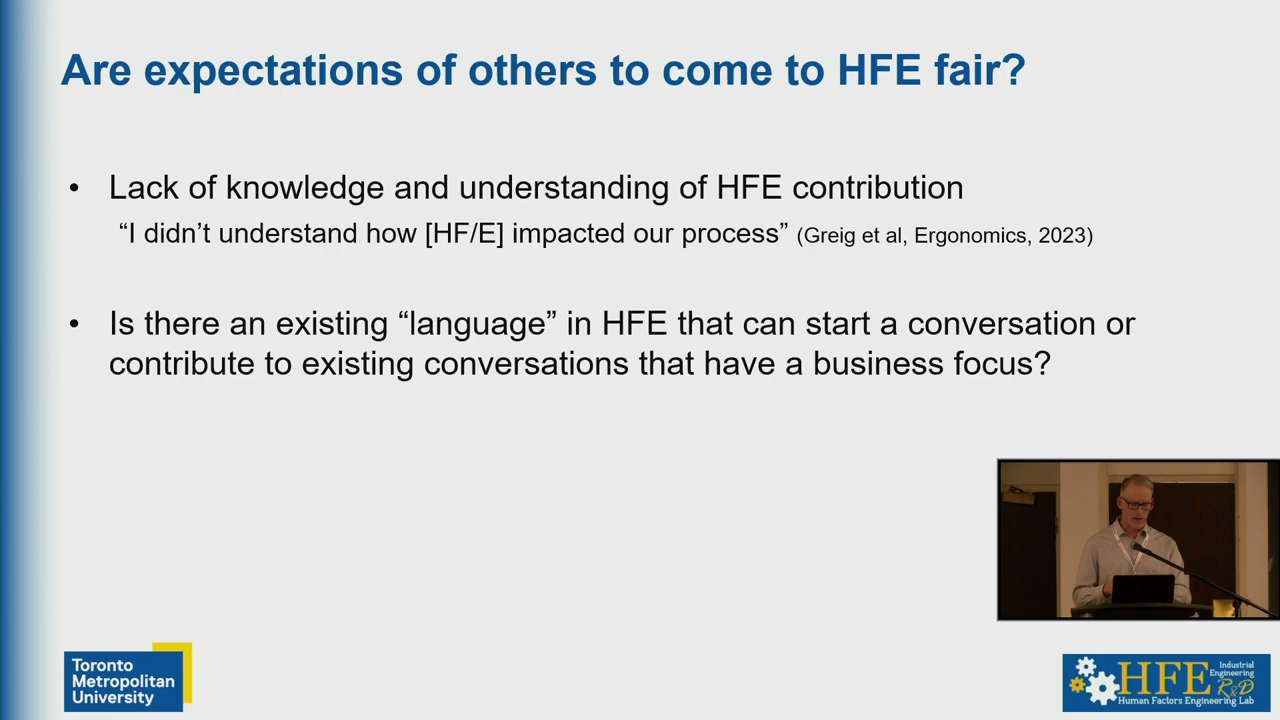 Are expectations of others to come to HFE fair?
• Lack of knowledge and understanding of HFE contribution
“I didn’t understand how [HF/E] impacted our process” (Greig et al, Ergonomics, 2023)
• Is there an existing “language” in HFE that can start a conversation or
contribute to existing conversations that have a business focus?
Toronto
Metropolitan
University
HFE Industrial
Engineering
R&D
Human Factors Engineering Lab